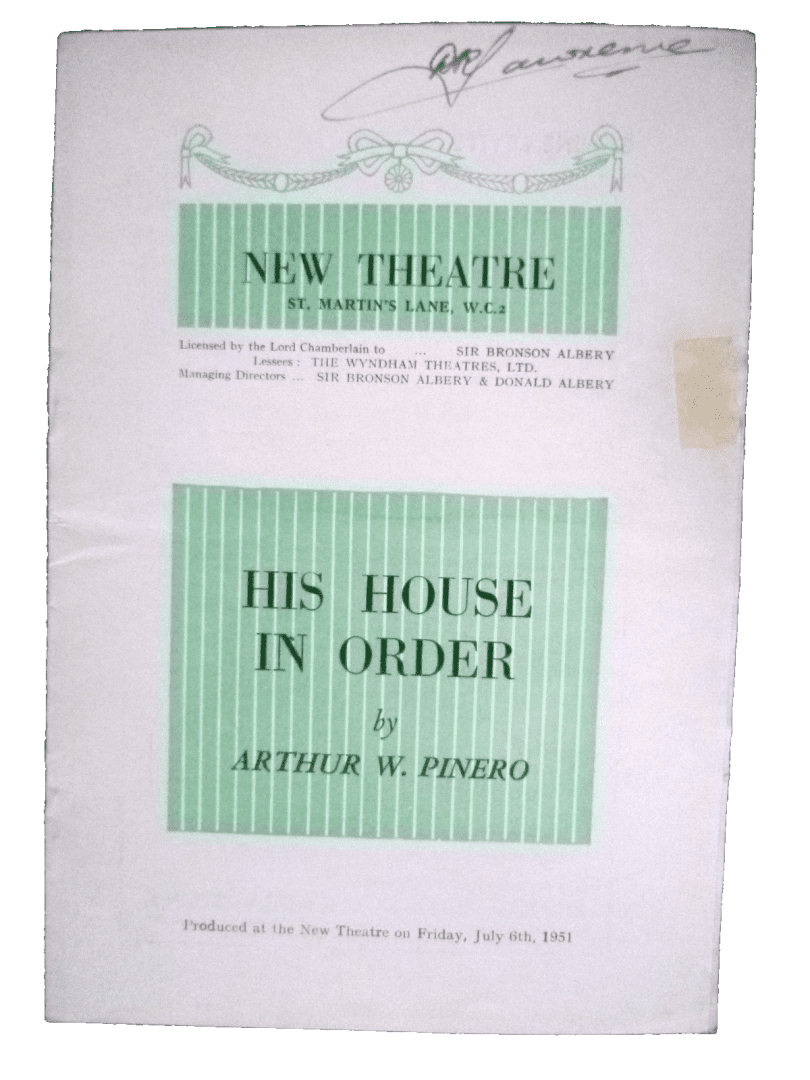 Lawrence
NEW THEATRE
ST. MARTIN'S LANE, W.C.2
Licensed by the Lord Chamberlain to ... SIR BRONSON ALBERY
Lessees : THE WYNDHAM THEATRES, LTD.
Managing Directors ... SIR BRONSON ALBERY & DONALD ALBERY
HIS HOUSE
IN ORDER
by
ARTHUR W. PINERO
Produced at the New Theatre on Friday, July 6th, 1951